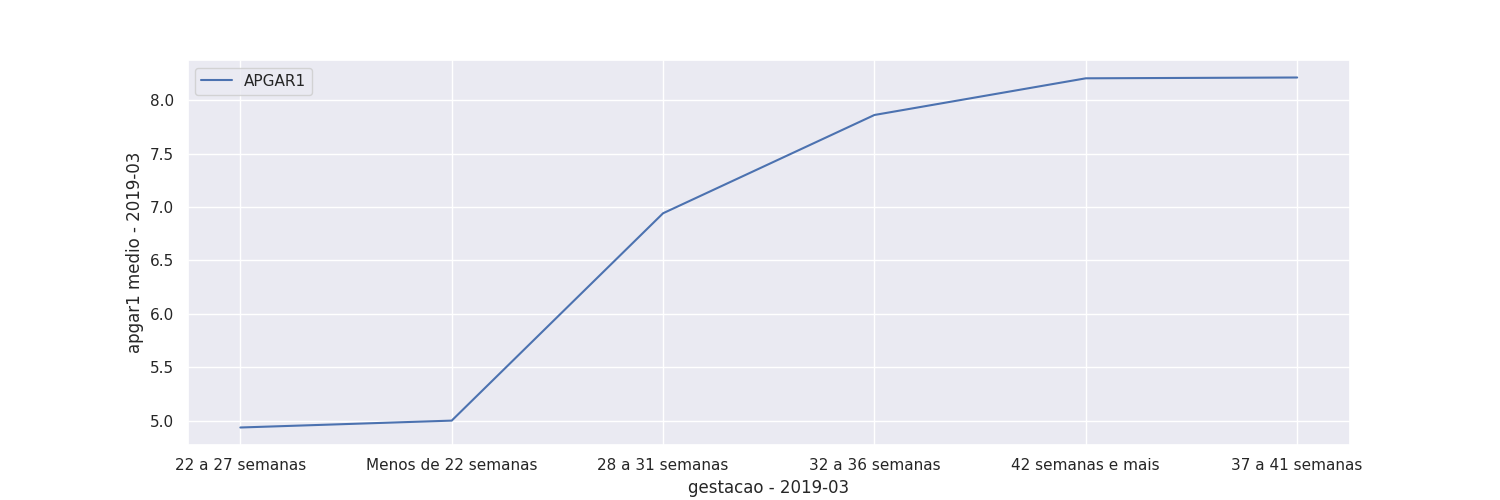 APGAR1
8.0
7.5
7.0
6.5
6.0
5.5
5.0
apgar1 medio - 2019-03
22 a 27 semanas
Menos de 22 semanas
28 a 31 semanas
32 a 36 semanas
42 semanas e mais
37 a 41 semanas
gestacao - 2019-03